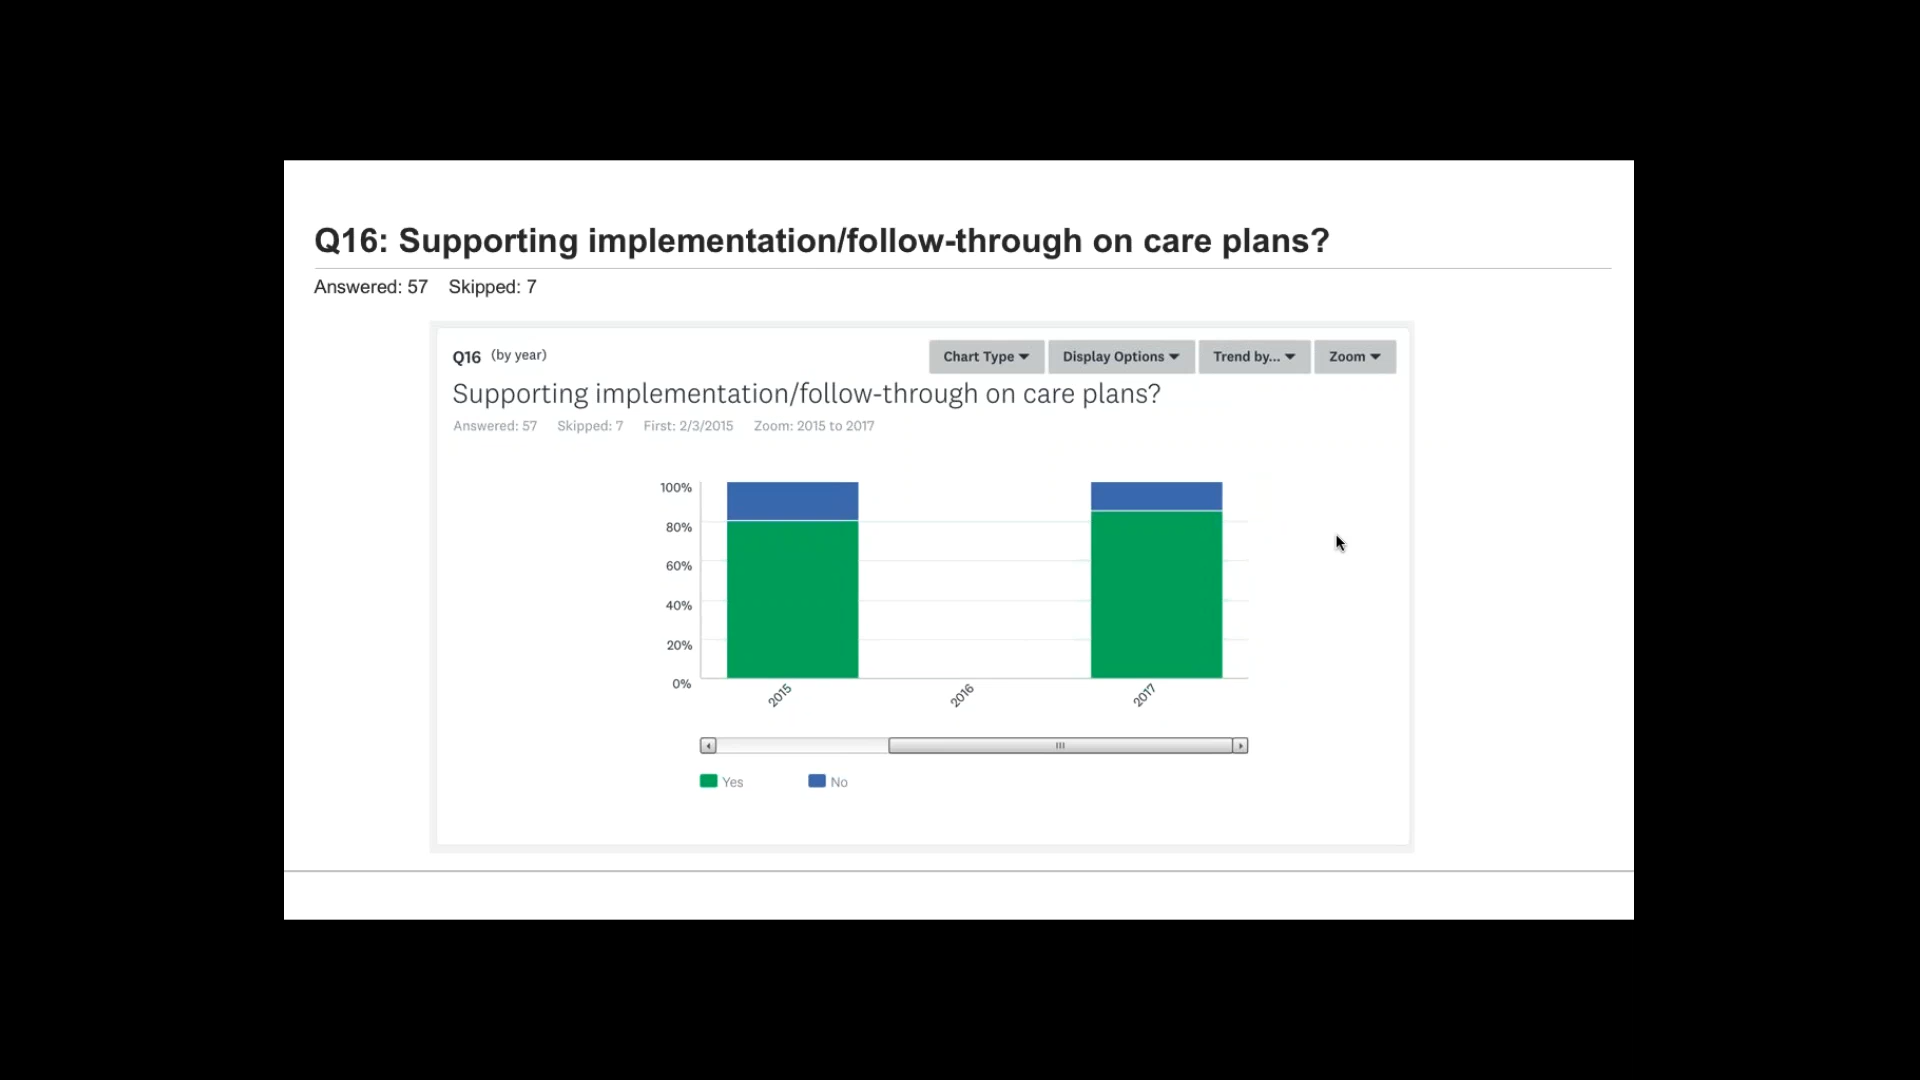 Q16: Supporting implementation/follow-through on care plans?
Answered: 57 Skipped: 7
Q16 (by year)
Chart Type Display Options Trend by... Zoom
Supporting implementation/follow-through on care plans?
Answered: 57 Skipped: 7 First: 2/3/2015 Zoom: 2015 to 2017
100%
80%
60%
40%
20%
0%
2015 2016 2017
Yes No